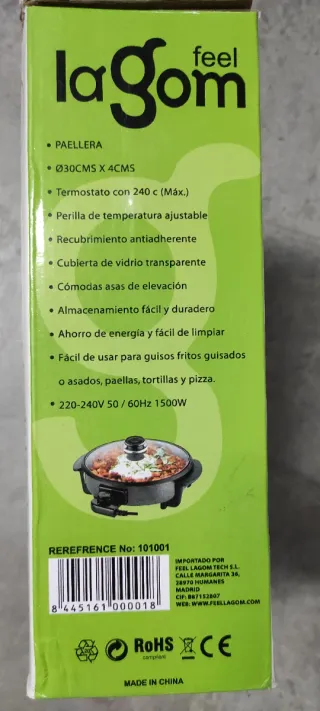 feel
lagom
• PAELLERA
• Ø30CMS X 4CMS
• Termostato con 240 c (Máx.)
• Perilla de temperatura ajustable
• Recubrimiento antiadherente
• Cubierta de vidrio transparente
• Cómodas asas de elevación
• Almacenamiento fácil y duradero
• Ahorro de energía y fácil de limpiar
• Fácil de usar para guisos fritos guisados
o asados, paellas, tortillas y pizza.
• 220-240V 50 / 60Hz 1500W
REREFRENCE No: 101001
8 445161 000018
IMPORTADO POR
FEEL LAGOM TECH S.L.
CALLE MARGARITA 36,
28970 HUMANES
MADRID
CIF: B67152807
WEB: WWW.FEELLAGOM.COM
RoHS
compliant
CE
MADE IN CHINA